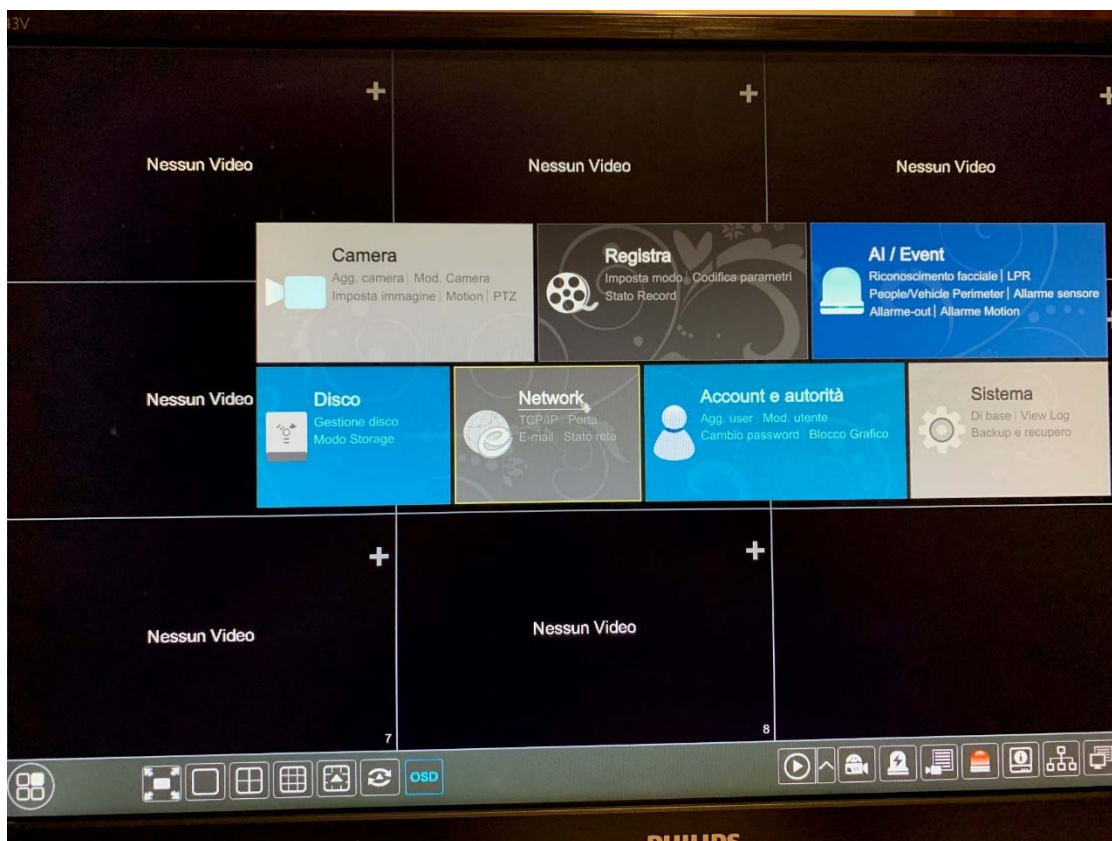 43V
Nessun Video
Nessun Video
Nessun Video
Camera
Agg. camera | Mod. Camera
Imposta immagine | Motion | PTZ
Registra
Imposta modo | Codifica parametri
Stato Record
AI / Event
Riconoscimento facciale | LPR
People/Vehicle Perimeter | Allarme sensore
Allarme-out | Allarme Motion
Nessun Video
Disco
Gestione disco
Modo Storage
Network
TCP/IP | Porta
E-mail | Stato rete
Account e autorità
Agg. user | Mod. utente
Cambio password | Blocco Grafico
Sistema
Di base | View Log
Backup e recupero
Nessun Video
Nessun Video
7
8
OSD
PHILIPS